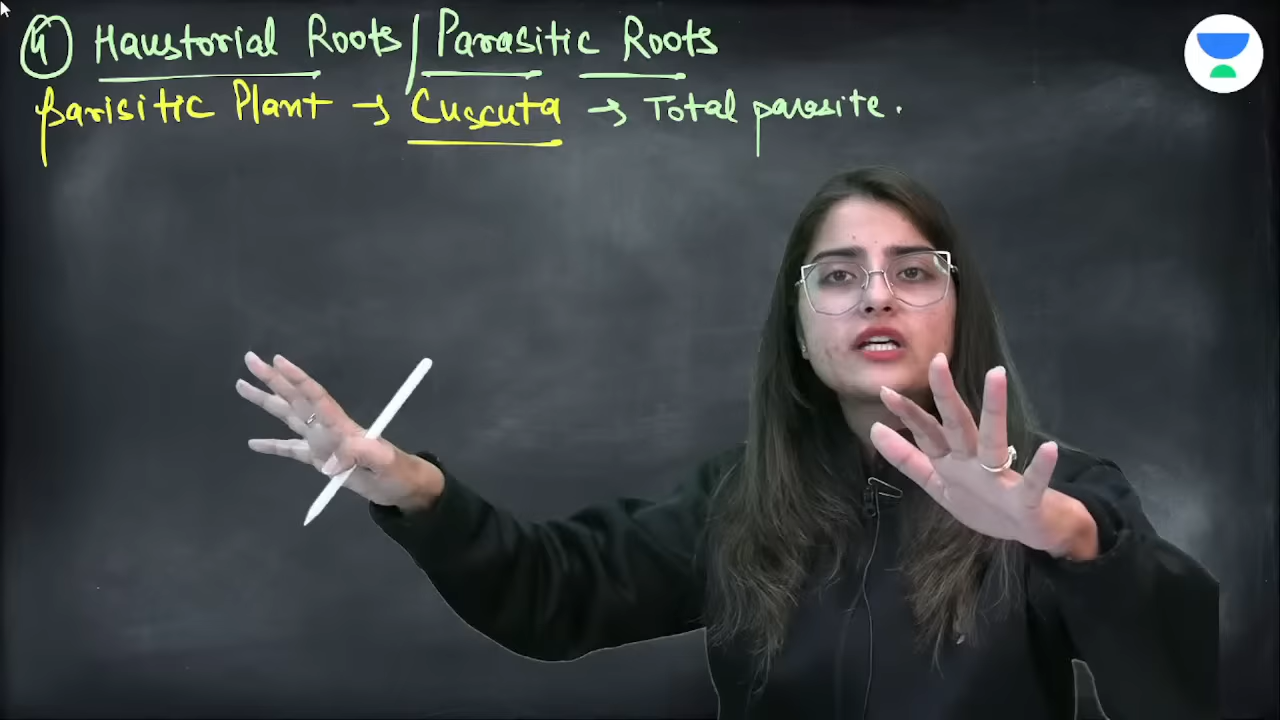 ④ Haustorial Roots/Parasitic Roots
Parisitic Plant → Cuscuta → Total parasite.